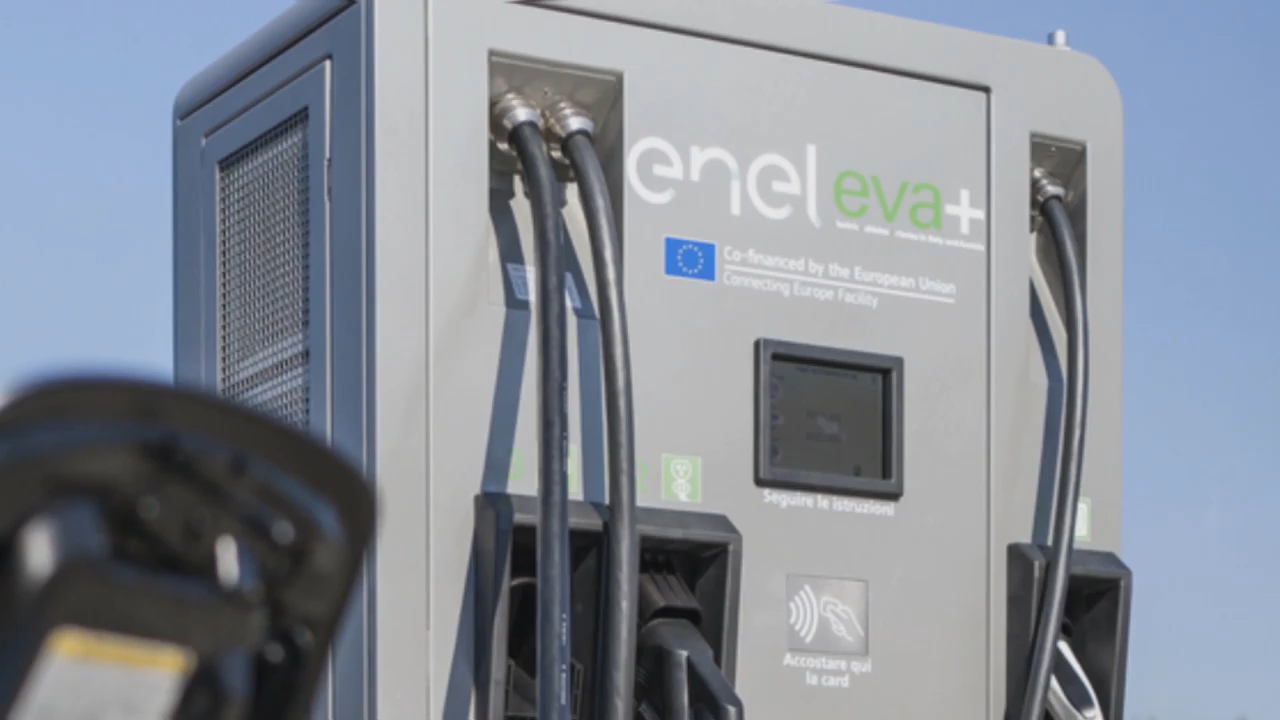 enel eva+
Co-financed by the European Union
Connecting Europe Facility
Seguire le istruzioni
Accostare qui
la card